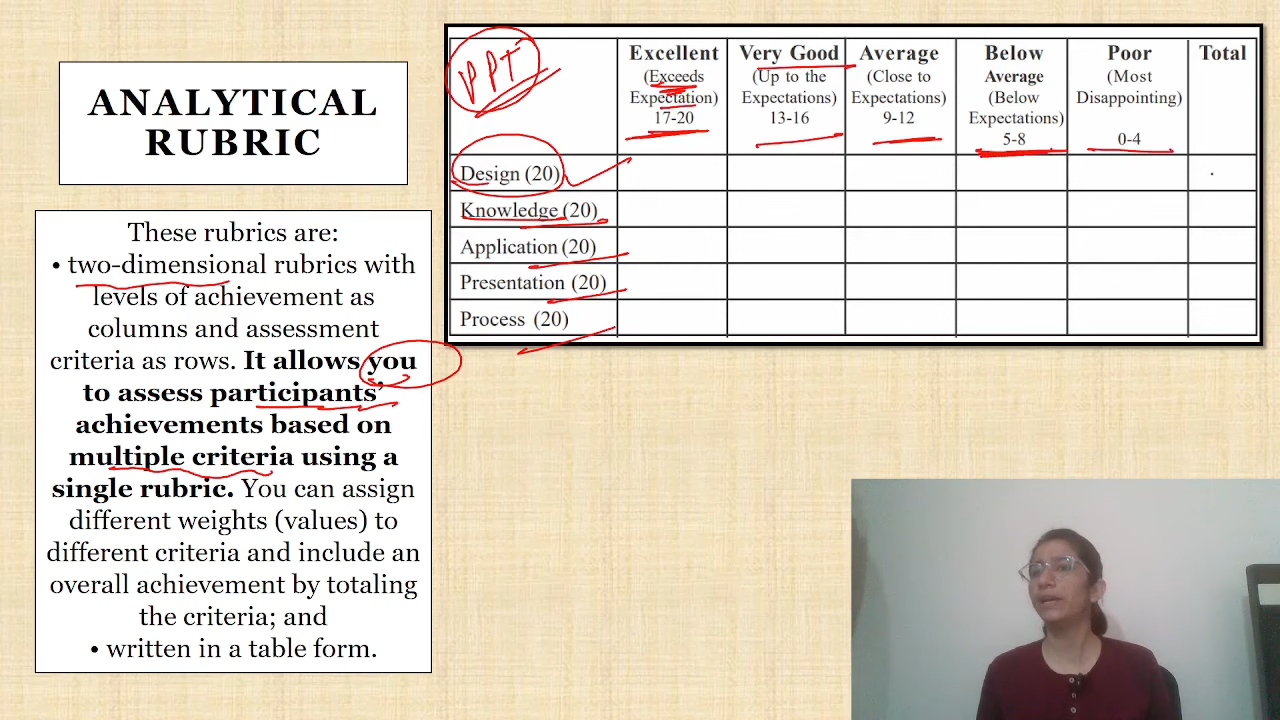 ANALYTICAL
RUBRIC
These rubrics are:
• two-dimensional rubrics with
levels of achievement as
columns and assessment
criteria as rows. It allows you
to assess participants’
achievements based on
multiple criteria using a
single rubric. You can assign
different weights (values) to
different criteria and include an
overall achievement by totaling
the criteria; and
• written in a table form.
PPT
Excellent
(Exceeds
Expectation)
17-20
Very Good
(Up to the
Expectations)
13-16
Average
(Close to
Expectations)
9-12
Below
Average
(Below
Expectations)
5-8
Poor
(Most
Disappointing)
0-4
Total
Design (20)
Knowledge (20)
Application (20)
Presentation (20)
Process (20)